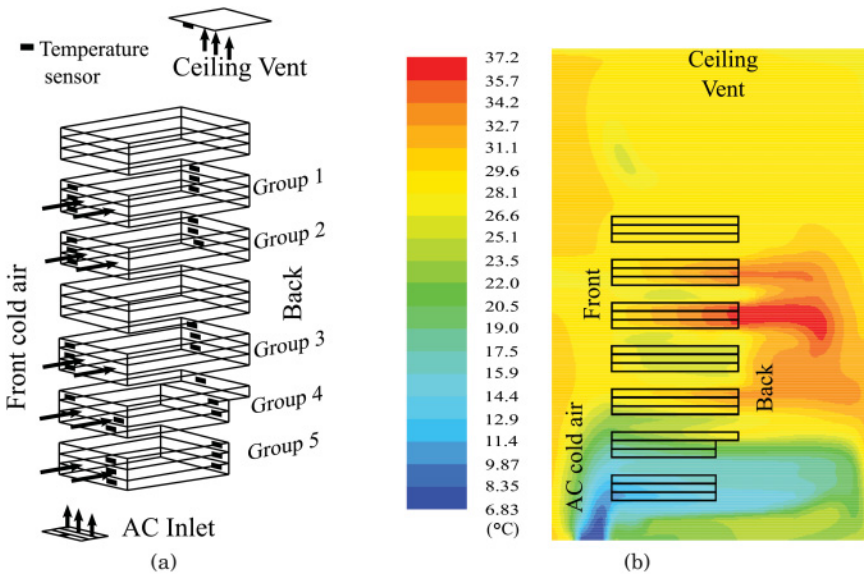 Temperature
sensor
Ceiling Vent
Group 1
Group 2
Group 3
Group 4
Group 5
Front cold air
Back
AC Inlet
(a)
37.2
35.7
34.2
32.7
31.1
29.6
28.1
26.6
25.1
23.5
22.0
20.5
19.0
17.5
15.9
14.4
12.9
11.4
9.87
8.35
6.83
(°C)
Ceiling
Vent
Front
Back
AC cold air
(b)